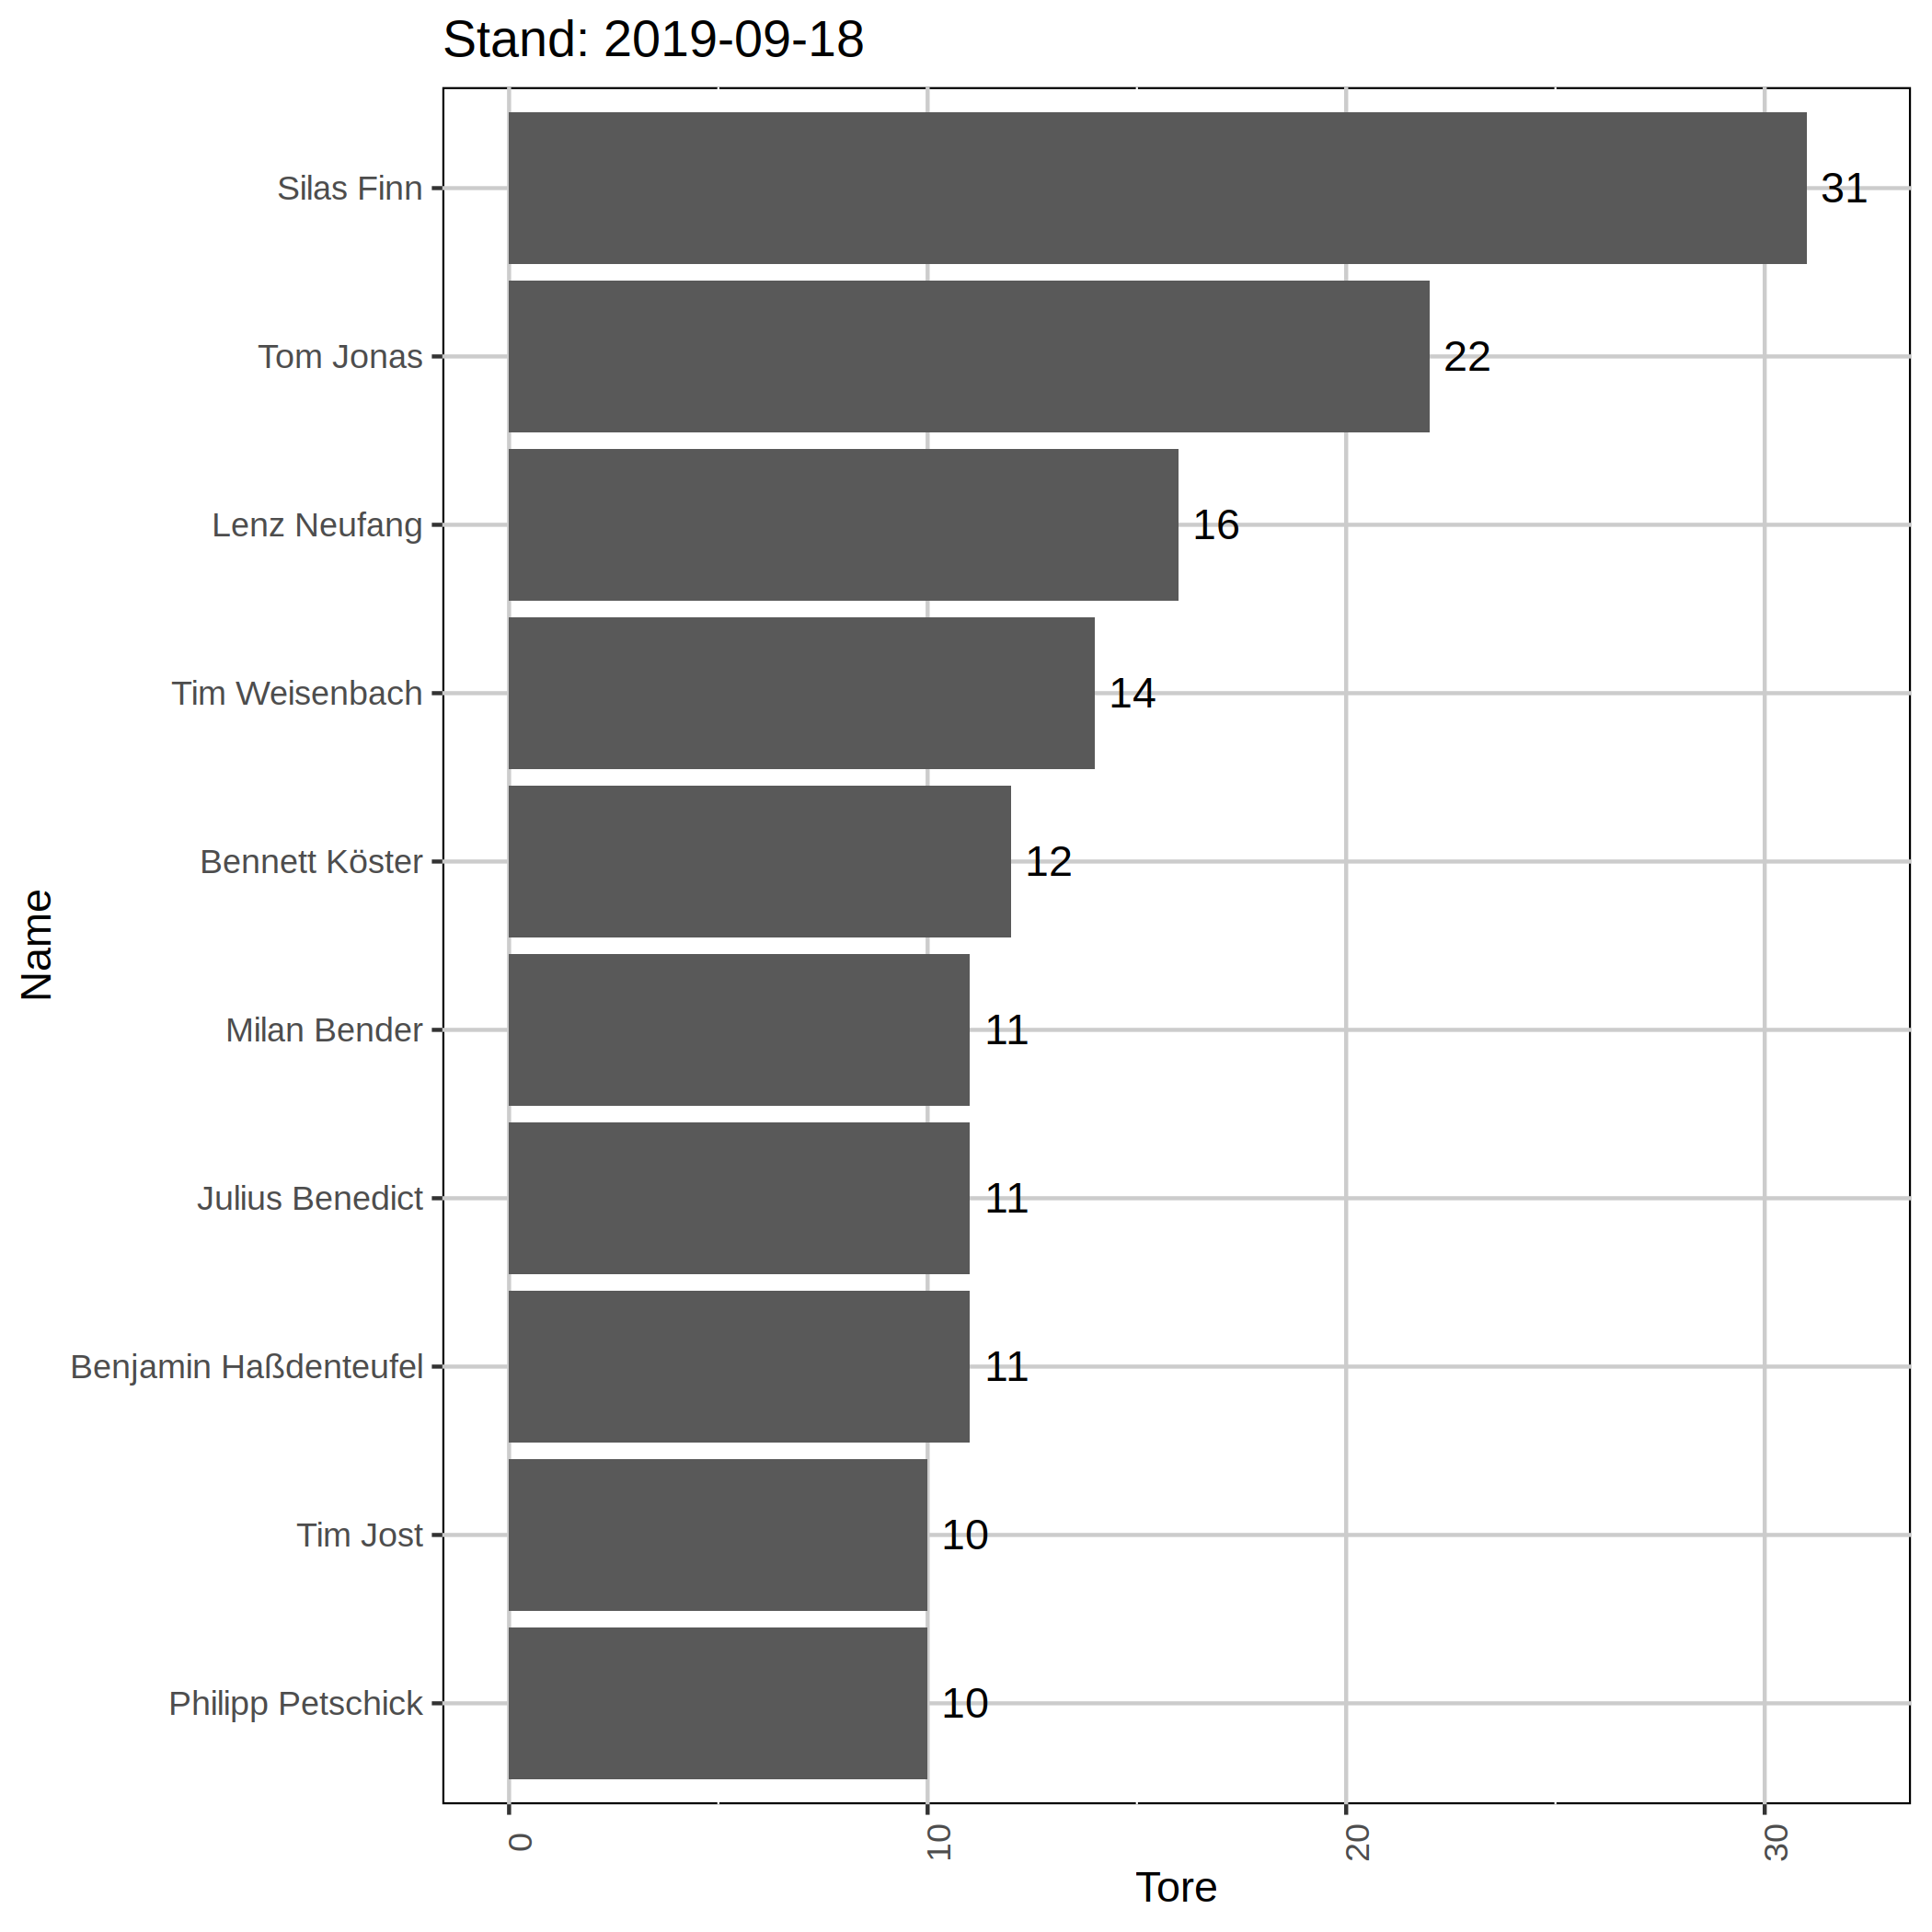 Stand: 2019-09-18
Name
Silas Finn 31
Tom Jonas 22
Lenz Neufang 16
Tim Weisenbach 14
Bennett Köster 12
Milan Bender 11
Julius Benedict 11
Benjamin Haßdenteufel 11
Tim Jost 10
Philipp Petschick 10
0 10 20 30
Tore